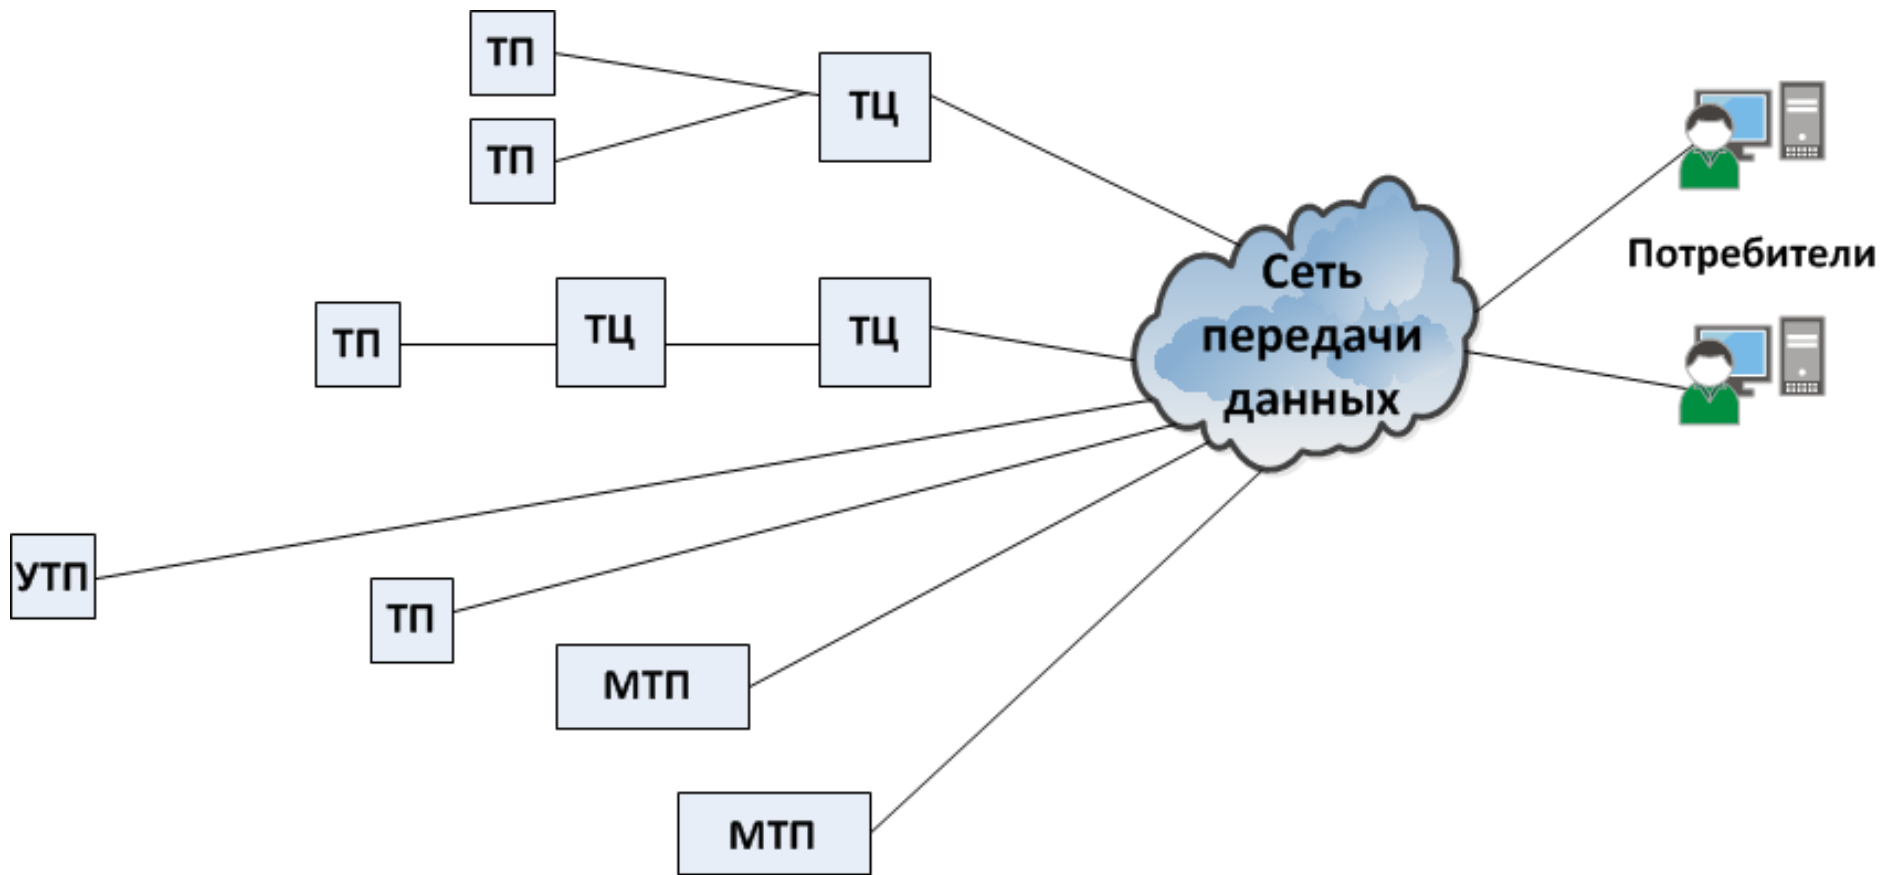 ТП
ТЦ
ТП
Потребители
Сеть
передачи
данных
ТП
ТЦ
ТЦ
УТП
ТП
МТП
МТП